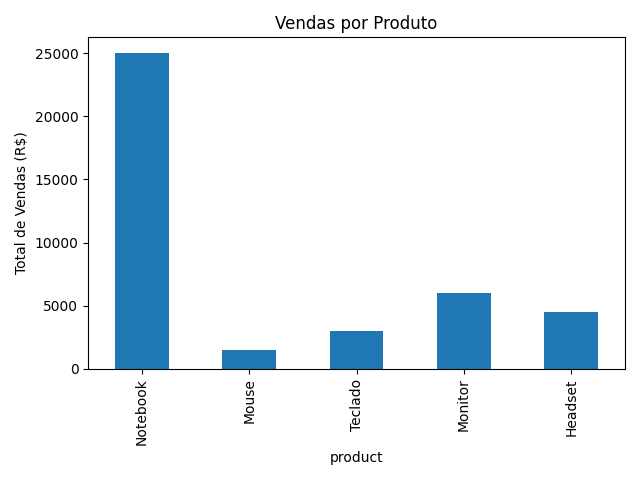 Vendas por Produto
Total de Vendas (R$)
25000
20000
15000
10000
5000
0
Notebook
Mouse
Teclado
Monitor
Headset
product